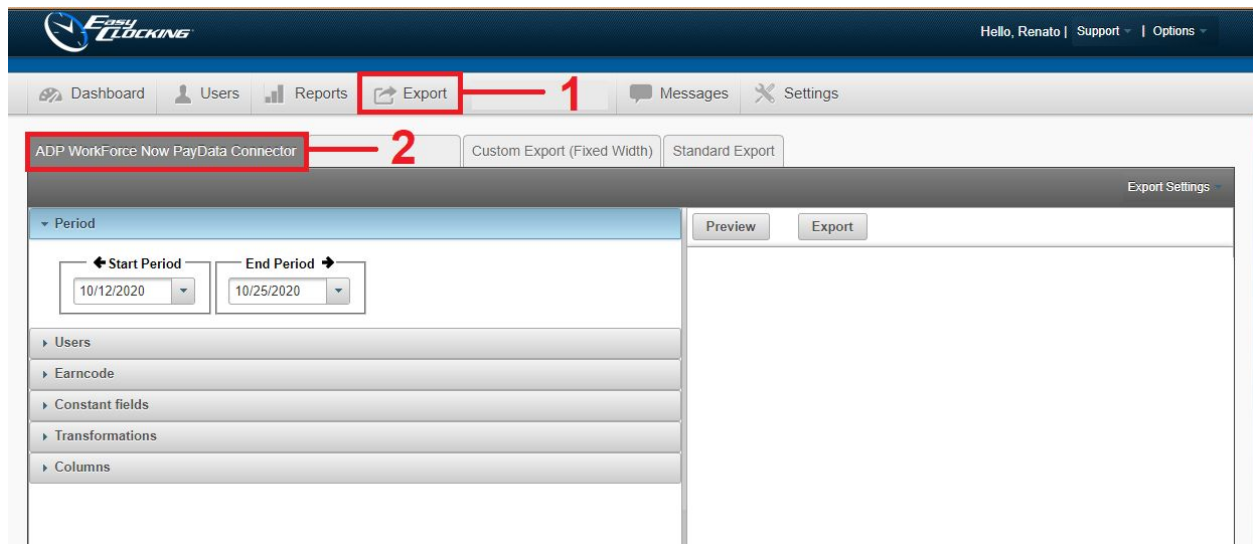 Easy Clocking
Hello, Renato | Support | Options
Dashboard Users Reports Export 1 Messages Settings
ADP WorkForce Now PayData Connector 2 Custom Export (Fixed Width) Standard Export
Export Settings
Period
Preview Export
Start Period End Period
10/12/2020 10/25/2020
Users
Earncode
Constant fields
Transformations
Columns